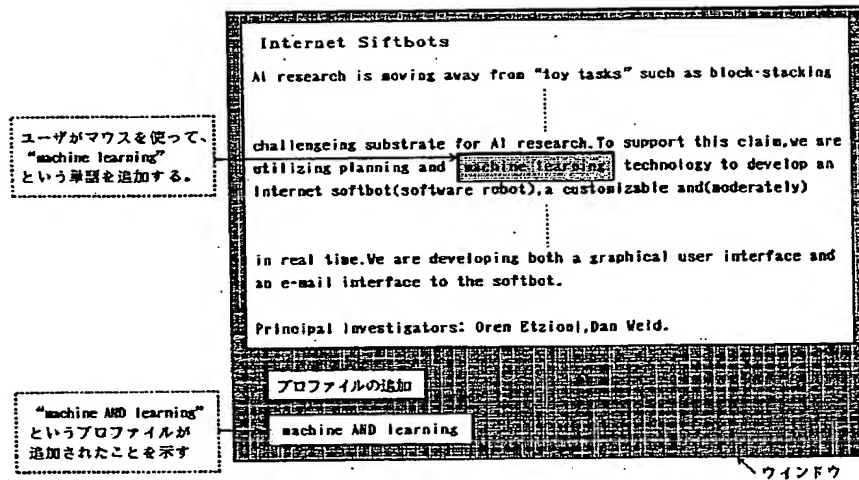 Internet Siftbots
AI research is moving away from "toy tasks" such as block-stacking
ユーザがマウスを使って、
"machine learning"
という単語を追加する。
challengeing substrate for AI research.To support this claim,we are
utilizing planning and machine learning technology to develop an
Internet softbot(software robot),a customizable and(moderately)
in real time.We are developing both a graphical user interface and
an e-mail interface to the softbot.
Principal Investigators: Oren Etzioni,Dan Weld.
プロファイルの追加
"machine AND learning"
というプロファイルが
追加されたことを示す
machine AND learning
ウインドウ